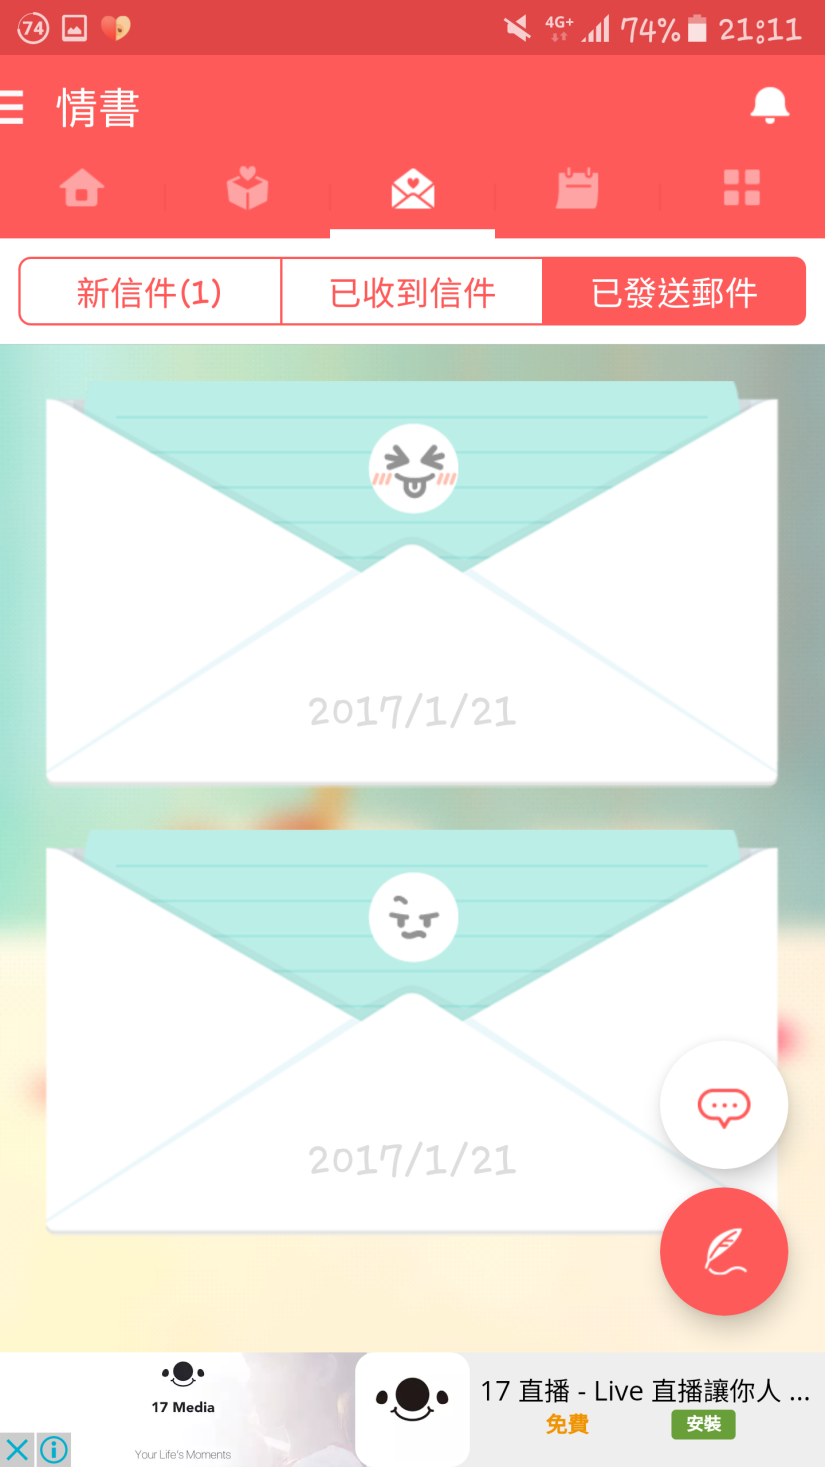 74 4G+ 74% 21:11
情書
新信件(1) 已收到信件 已發送郵件
2017/1/21
2017/1/21
17 Media
Your Life's Moments
17 直播 - Live 直播讓你人 ...
免費 安裝